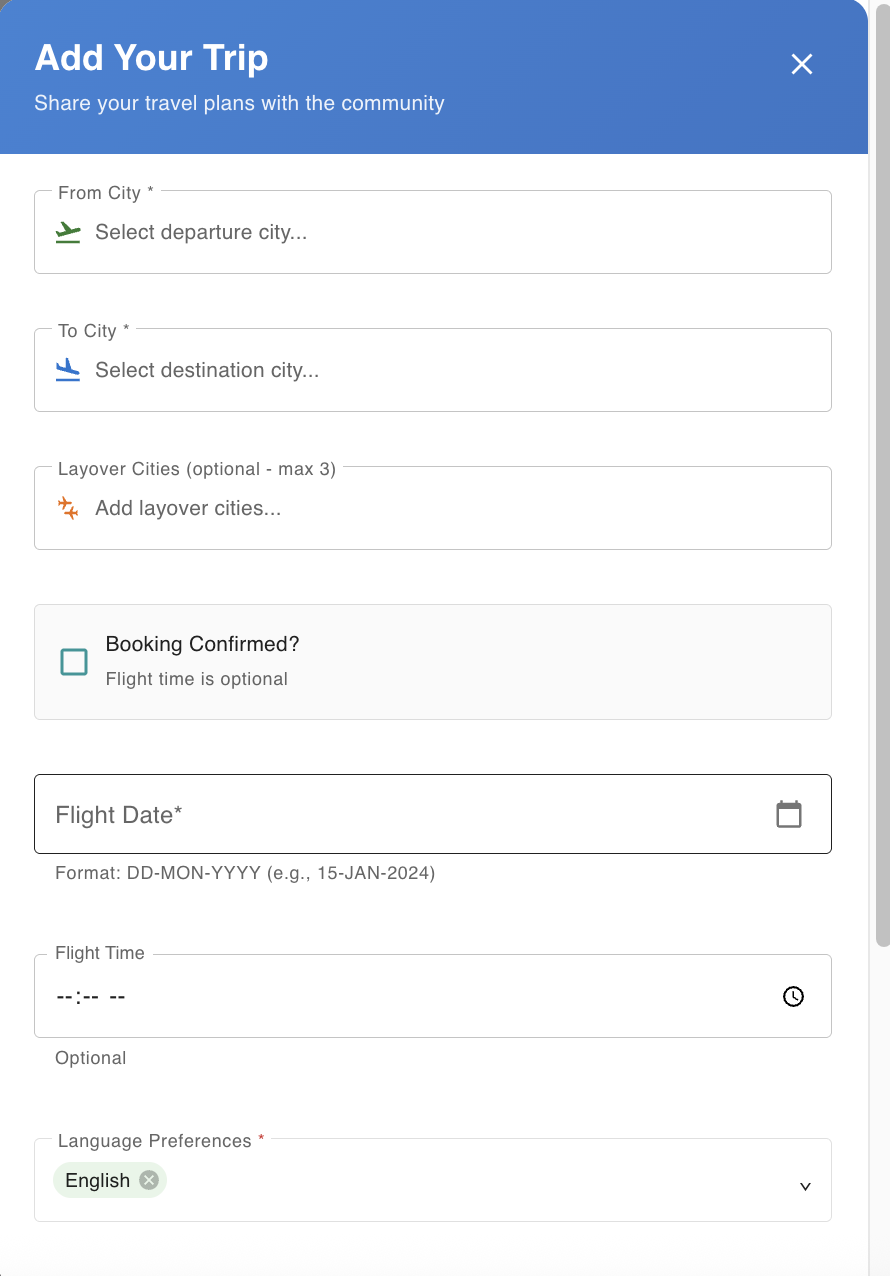 Add Your Trip
Share your travel plans with the community
From City *
Select departure city...
To City *
Select destination city...
Layover Cities (optional - max 3)
Add layover cities...
Booking Confirmed?
Flight time is optional
Flight Date*
Format: DD-MON-YYYY (e.g., 15-JAN-2024)
Flight Time
--:-- --
Optional
Language Preferences *
English